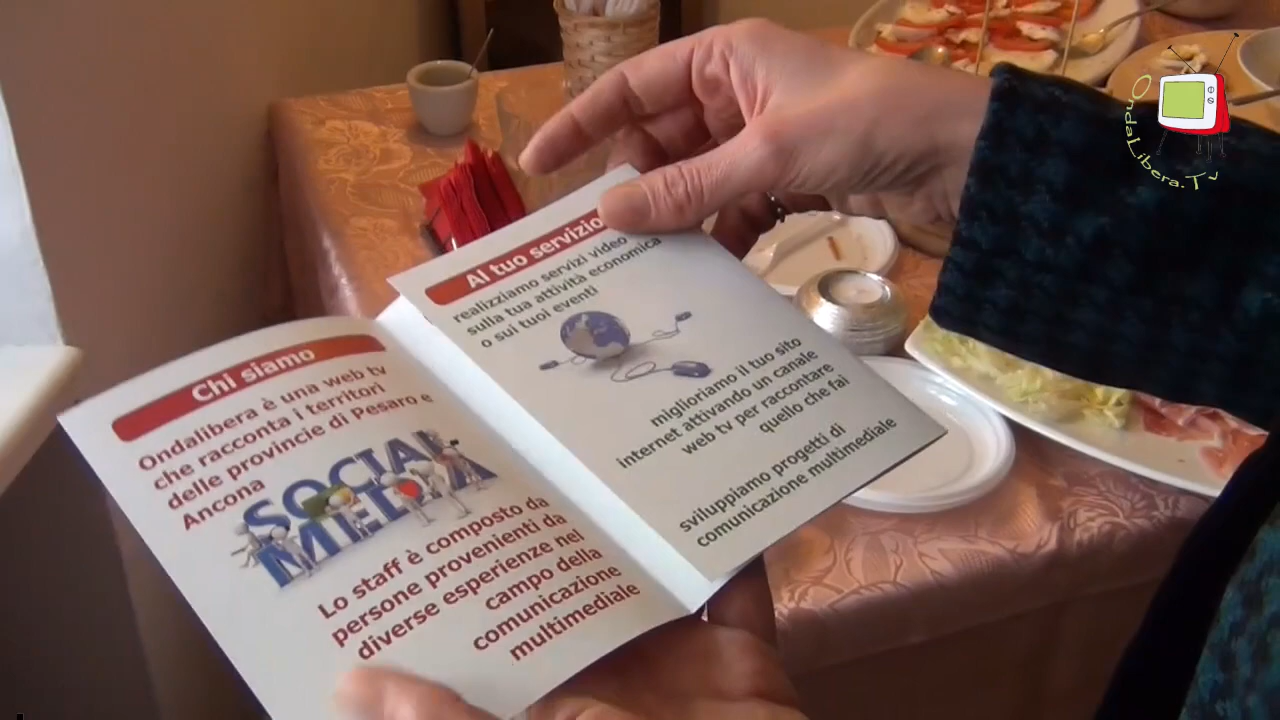 Chi siamo
Ondalibera è una web tv
che racconta i territori
delle provincie di Pesaro e
Ancona
SOCIAL
MEDIA
Lo staff è composto da
persone provenienti da
diverse esperienze nel
campo della
comunicazione
multimediale
Al tuo servizio
realizziamo servizi video
sulla tua attività economica
o sui tuoi eventi
miglioriamo il tuo sito
internet attivando un canale
web tv per raccontare
quello che fai
sviluppiamo progetti di
comunicazione multimediale
OndaLibera.Tv